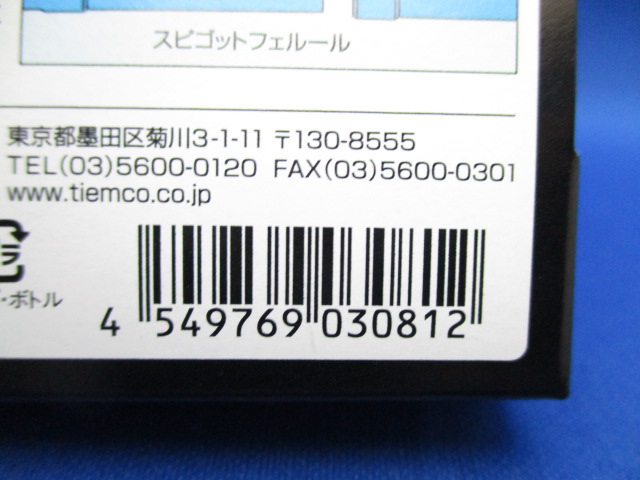 スピゴットフェルール
東京都墨田区菊川3-1-11 〒130-8555
TEL(03)5600-0120 FAX(03)5600-0301
www.tiemco.co.jp
ラ
・ボトル
4 549769 030812